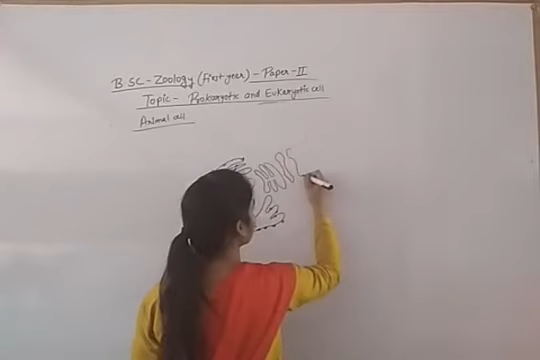 B SC - Zoology (first year) - Paper - II
Topic - Prokaryotic and Eukaryotic cell
Animal cell